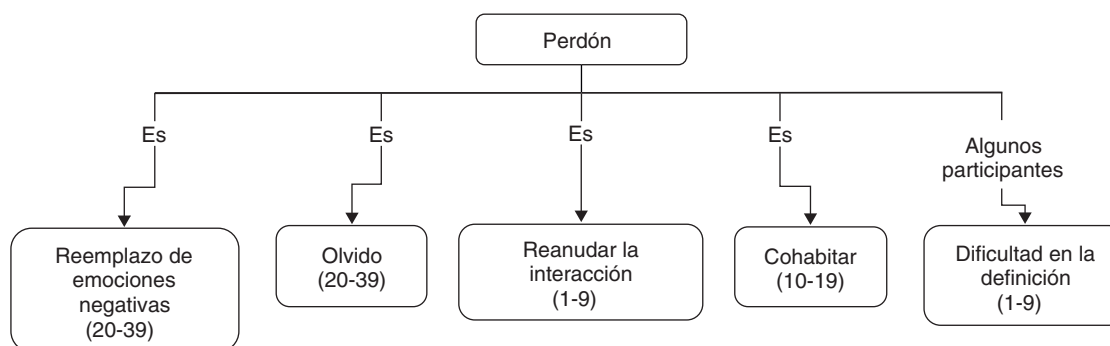 Perdón
Es
Es
Es
Es
Algunos
participantes
Reemplazo de
emociones
negativas
(20-39)
Olvido
(20-39)
Reanudar la
interacción
(1-9)
Cohabitar
(10-19)
Dificultad en la
definición
(1-9)